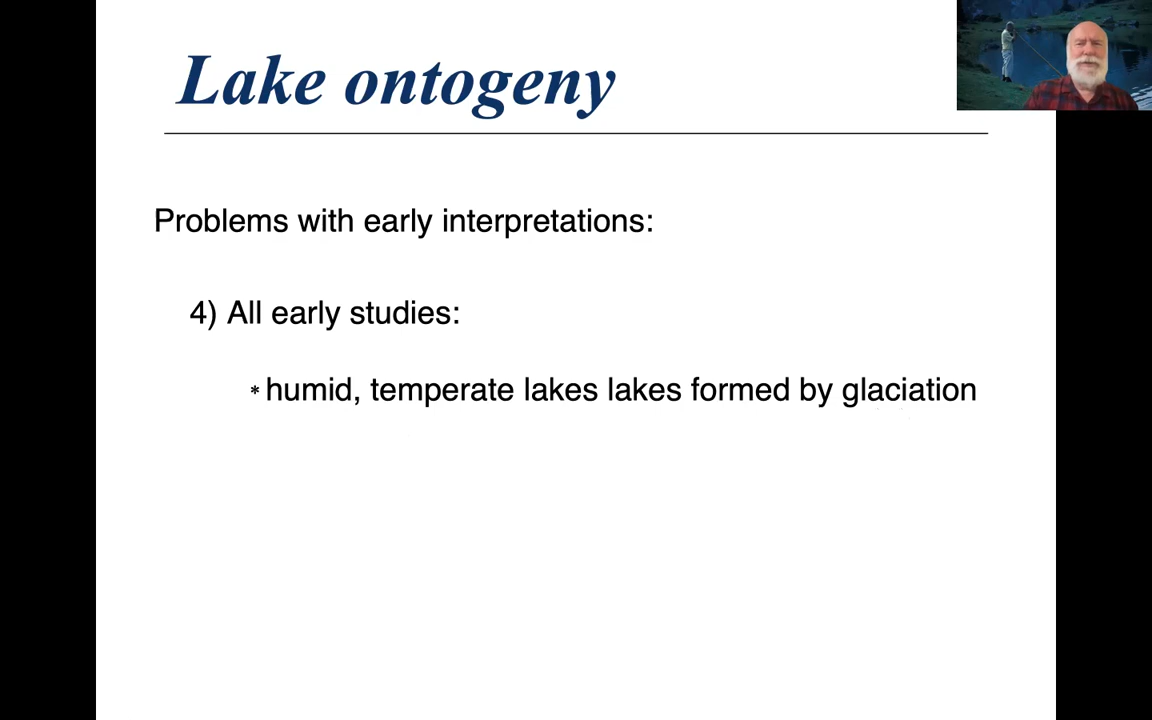 Lake ontogeny
Problems with early interpretations:
4) All early studies:
* humid, temperate lakes lakes formed by glaciation